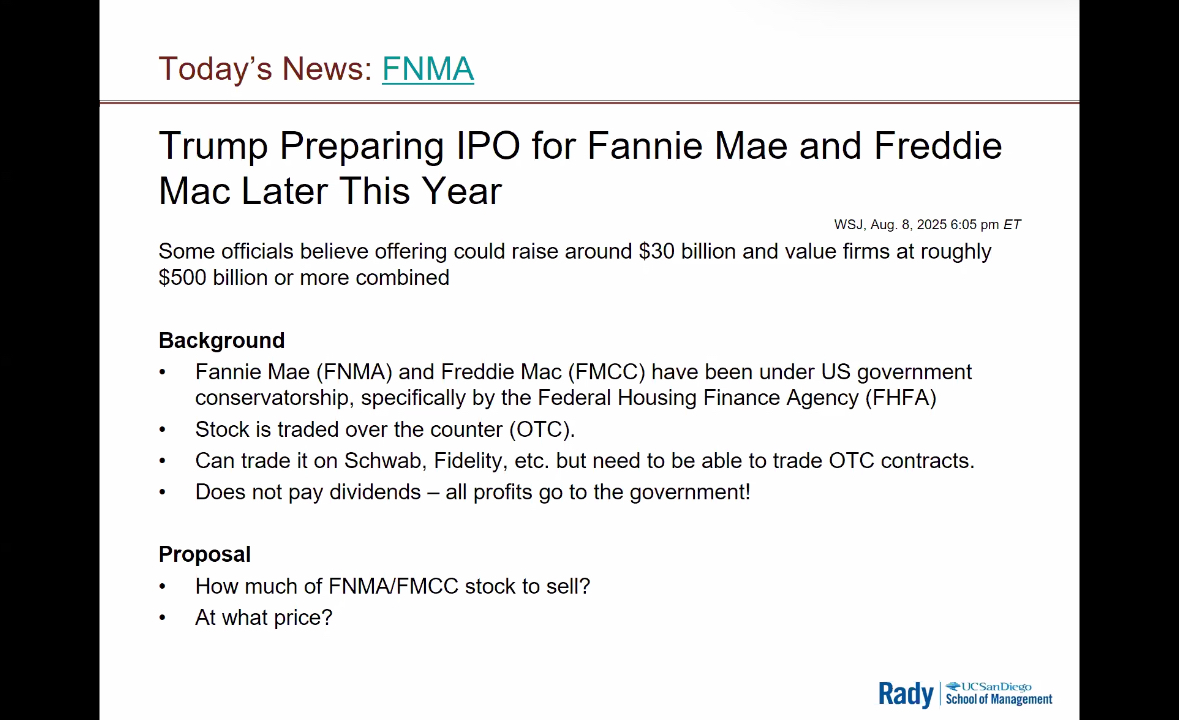 Today’s News: FNMA
Trump Preparing IPO for Fannie Mae and Freddie
Mac Later This Year
WSJ, Aug. 8, 2025 6:05 pm ET
Some officials believe offering could raise around $30 billion and value firms at roughly
$500 billion or more combined
Background
• Fannie Mae (FNMA) and Freddie Mac (FMCC) have been under US government
conservatorship, specifically by the Federal Housing Finance Agency (FHFA)
• Stock is traded over the counter (OTC).
• Can trade it on Schwab, Fidelity, etc. but need to be able to trade OTC contracts.
• Does not pay dividends – all profits go to the government!
Proposal
• How much of FNMA/FMCC stock to sell?
• At what price?
Rady
UC San Diego
School of Management